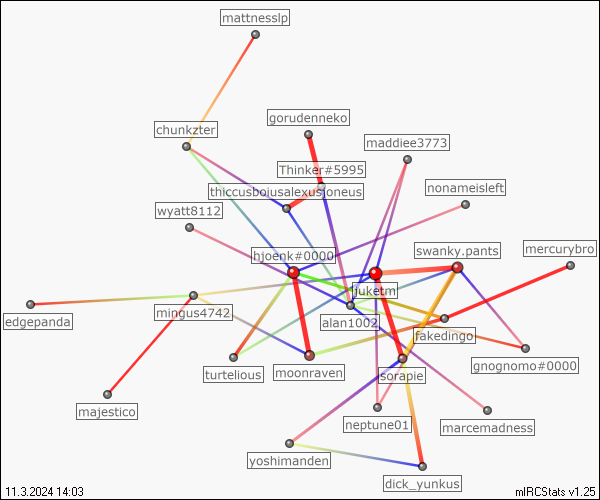 mattnesslp
gorudenneko
chunkzter
maddiee3773
Thinker#5995
thiccusboiusalexusjoneus
nonameisleft
wyatt8112
hjoenk#0000
swanky.pants
mercurybro
juketm
mingus4742
edgepanda
alan1002
fakedingo
turtelious
moonraven
sorapie
gnognomo#0000
majestico
neptune01
marcemadness
yoshimanden
dick_yunkus
11.3.2024 14:03
mIRCStats v1.25